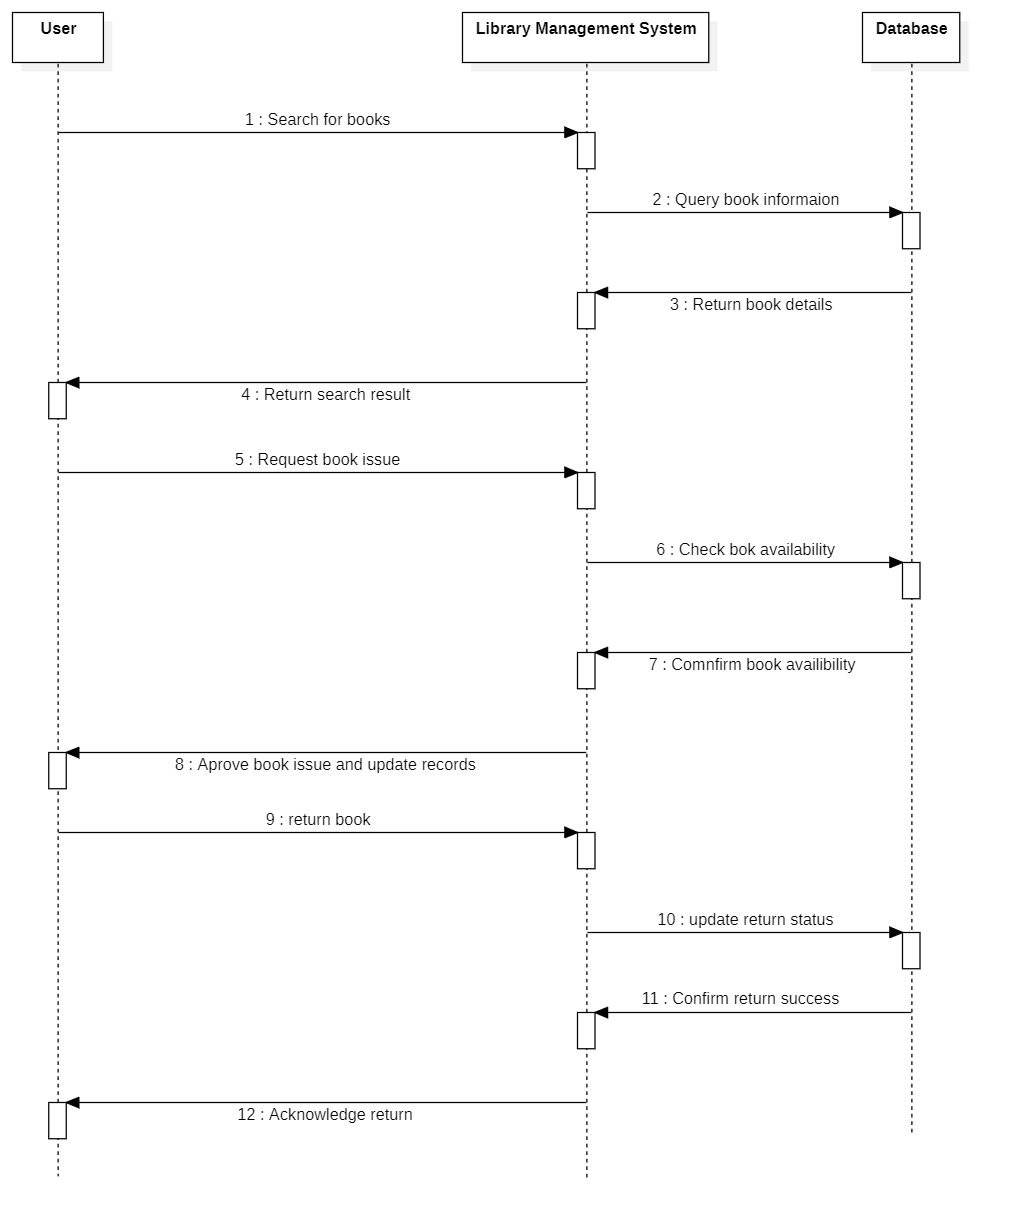 User
Library Management System
Database
1 : Search for books
2 : Query book informaion
3 : Return book details
4 : Return search result
5 : Request book issue
6 : Check bok availability
7 : Comnfirm book availibility
8 : Aprove book issue and update records
9 : return book
10 : update return status
11 : Confirm return success
12 : Acknowledge return